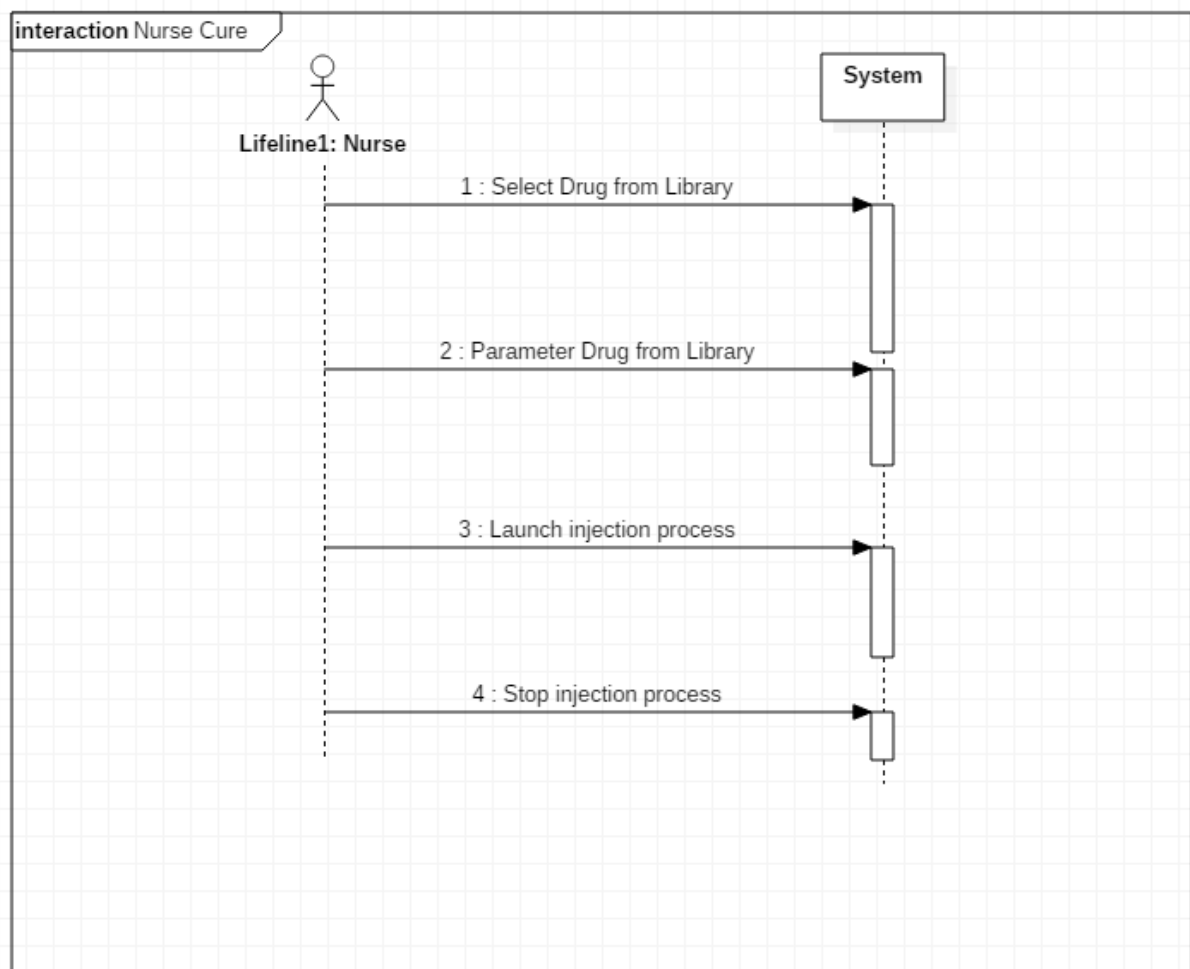 interaction Nurse Cure
System
Lifeline1: Nurse
1 : Select Drug from Library
2 : Parameter Drug from Library
3 : Launch injection process
4 : Stop injection process